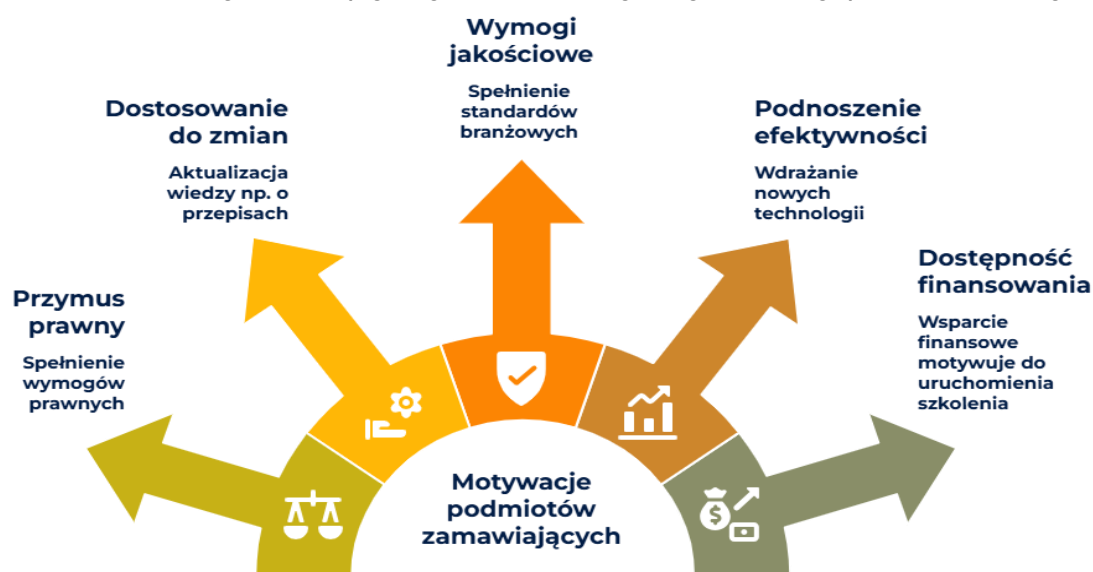 Wymogi
jakościowe
Spełnienie
standardów
branżowych
Dostosowanie
do zmian
Aktualizacja
wiedzy np. o
przepisach
Podnoszenie
efektywności
Wdrażanie
nowych
technologii
Przymus
prawny
Spełnienie
wymogów
prawnych
Dostępność
finansowania
Wsparcie
finansowe
motywuje do
uruchomienia
szkolenia
Motywacje
podmiotów
zamawiających